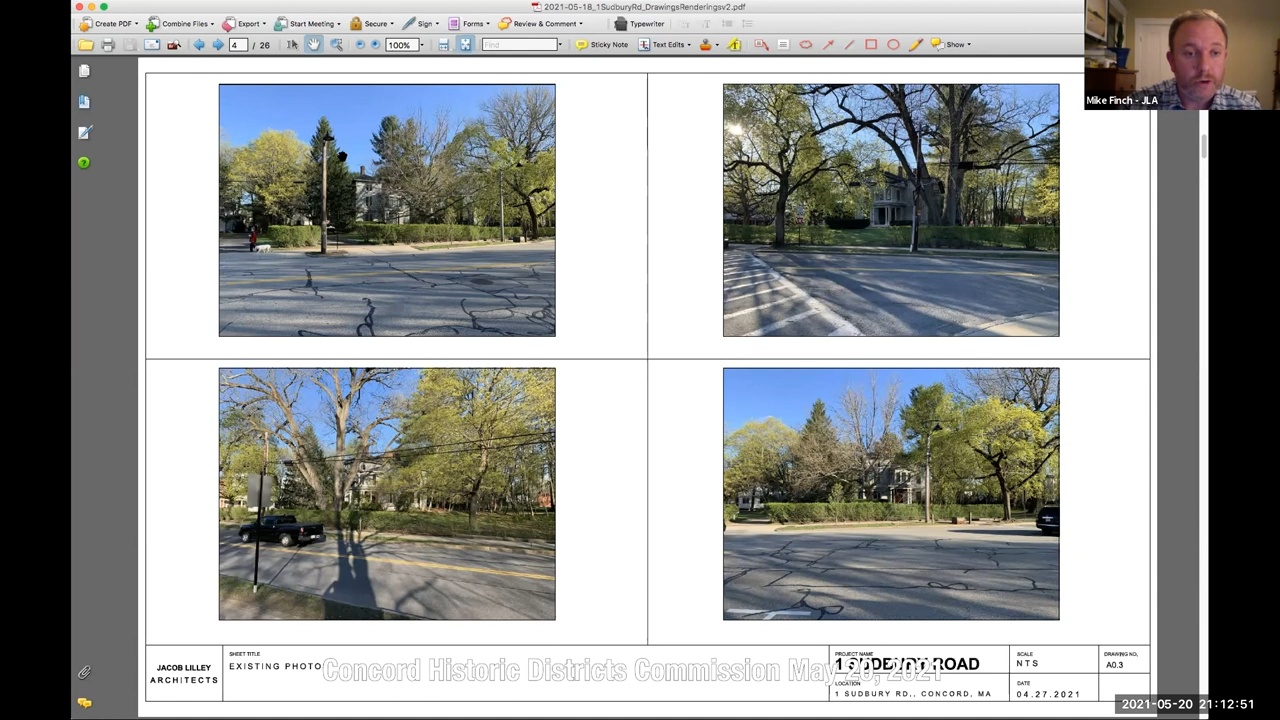 2021-05-18_1SudburyRd_DrawingsRenderingsv2.pdf
Create PDF
Combine Files
Export
Start Meeting
Secure
Sign
Forms
Review & Comment
Typewriter
4 / 26
100%
Find
Sticky Note
Text Edits
Show
Mike Finch - JLA
JACOB LILLEY
ARCHITECTS
SHEET TITLE
EXISTING PHOTO
PROJECT NAME
1 SUDBURY ROAD
LOCATION
1 SUDBURY RD., CONCORD, MA
SCALE
NTS
DATE
04.27.2021
DRAWING NO.
A0.3
Concord Historic Districts Commission May 20, 2021
2021-05-20 21:12:51